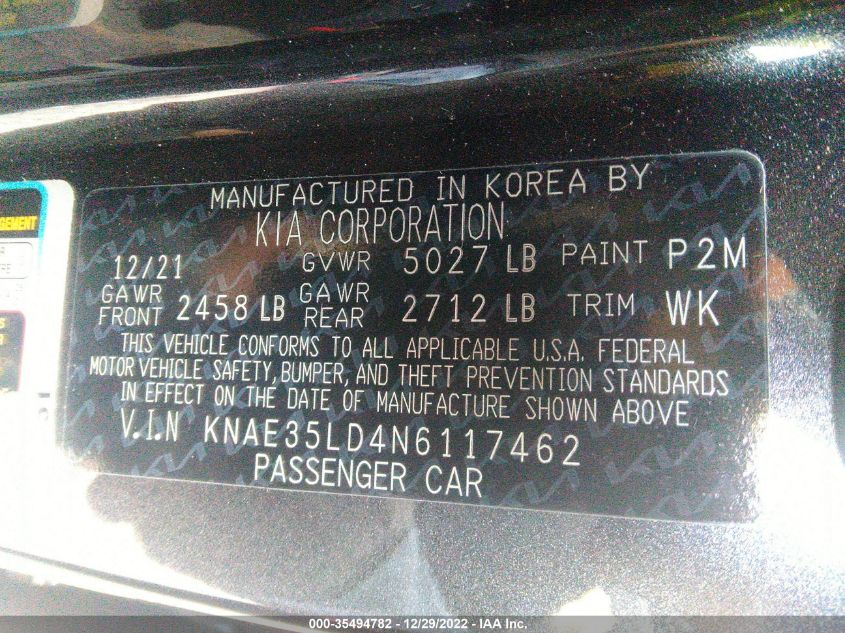 MANUFACTURED IN KOREA BY
KIA CORPORATION
12/21 GVWR 5027 LB PAINT P2M
GAWR FRONT 2458 LB GAWR REAR 2712 LB TRIM WK
THIS VEHICLE CONFORMS TO ALL APPLICABLE U.S.A. FEDERAL
MOTOR VEHICLE SAFETY, BUMPER, AND THEFT PREVENTION STANDARDS
IN EFFECT ON THE DATE OF MANUFACTURE SHOWN ABOVE
V.I.N KNAE35LD4N6117462
PASSENGER CAR
000-35494782 - 12/29/2022 - IAA Inc.